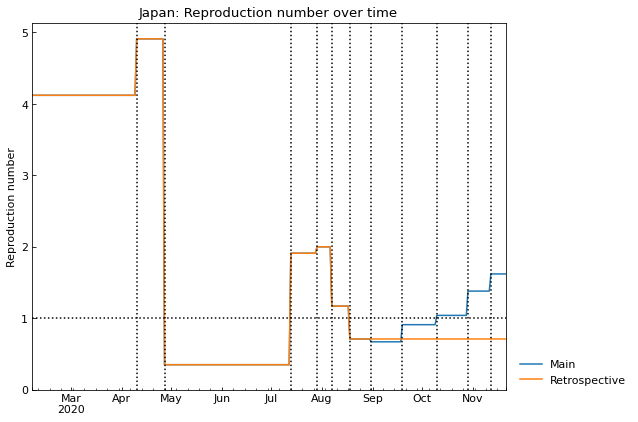 Japan: Reproduction number over time
Reproduction number
5
4
3
2
1
0
Mar
2020
Apr
May
Jun
Jul
Aug
Sep
Oct
Nov
Main
Retrospective